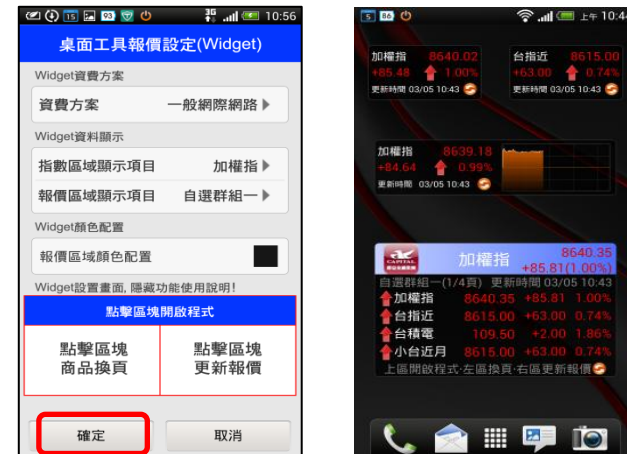 15 93 3G 10:56
桌面工具報價設定(Widget)
Widget資費方案
資費方案 一般網際網路
Widget資料顯示
指數區域顯示項目 加權指
報價區域顯示項目 自選群組一
Widget顏色配置
報價區域顏色配置
Widget設置畫面, 隱藏功能使用說明!
點擊區塊開啟程式
點擊區塊
商品換頁
點擊區塊
更新報價
確定 取消
5 86 上午 10:44
加權指 8640.02
+85.48 1.00%
更新時間 03/05 10:43
台指近 8615.00
+63.00 0.74%
更新時間 03/05 10:43
加權指 8639.18
+84.64 0.99%
更新時間 03/05 10:43
CAPITAL
加權指 8640.35
+85.81(1.00%)
自選群組一(1/4頁) 更新時間 03/05 10:43
加權指 8640.35 +85.81 1.00%
台指近 8615.00 +63.00 0.74%
台積電 109.50 +2.00 1.86%
小台近月 8615.00 +63.00 0.74%
上區開啟程式‧左區換頁‧右區更新報價